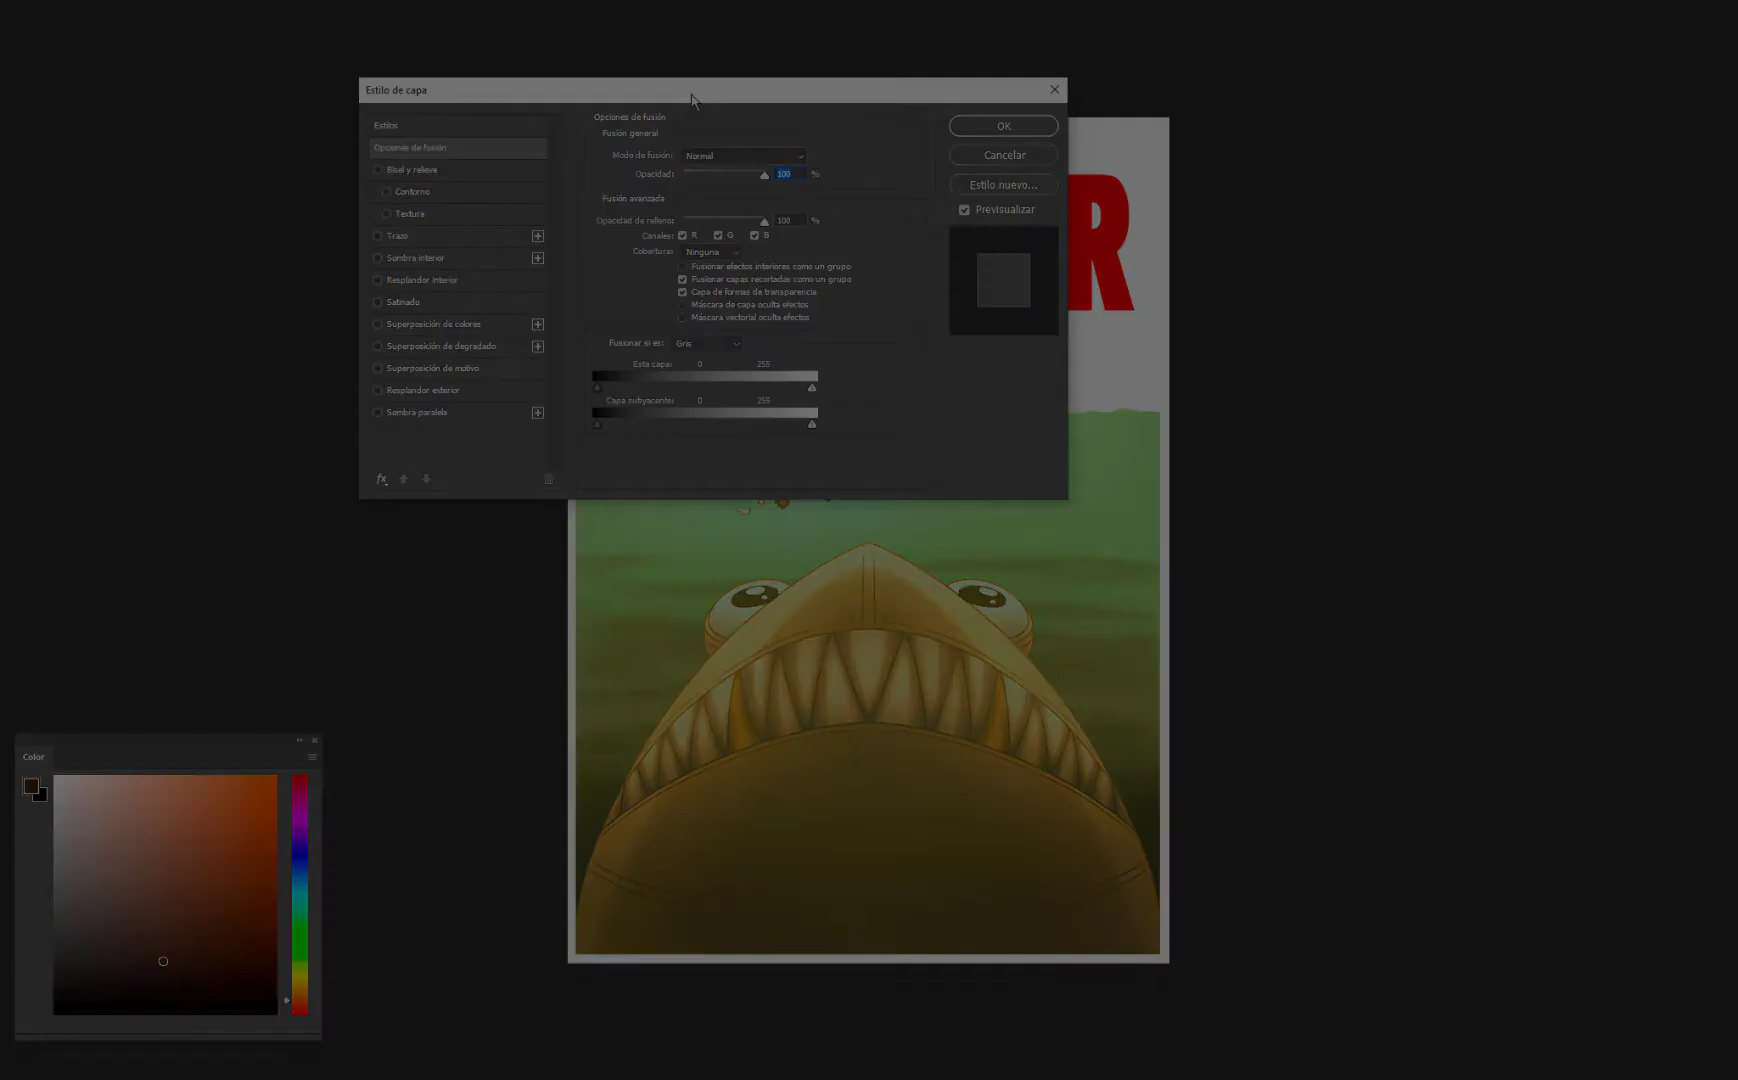 Estilo de capa
Estilos
Opciones de fusión
Bisel y relieve
Contorno
Textura
Trazo
Sombra interior
Resplandor interior
Satinado
Superposición de colores
Superposición de degradado
Superposición de motivo
Resplandor exterior
Sombra paralela
fx
Opciones de fusión
Fusión general
Modo de fusión: Normal
Opacidad: 100 %
Fusión avanzada
Opacidad de relleno: 100 %
Canales: R G B
Cobertura: Ninguna
Fusionar efectos interiores como un grupo
Fusionar capas recortadas como un grupo
Capa de formas de transparencia
Máscara de capa oculta efectos
Máscara vectorial oculta efectos
Fusionar si es: Gris
Esta capa: 0 255
Capa subyacente: 0 255
OK
Cancelar
Estilo nuevo...
Previsualizar
R
Color